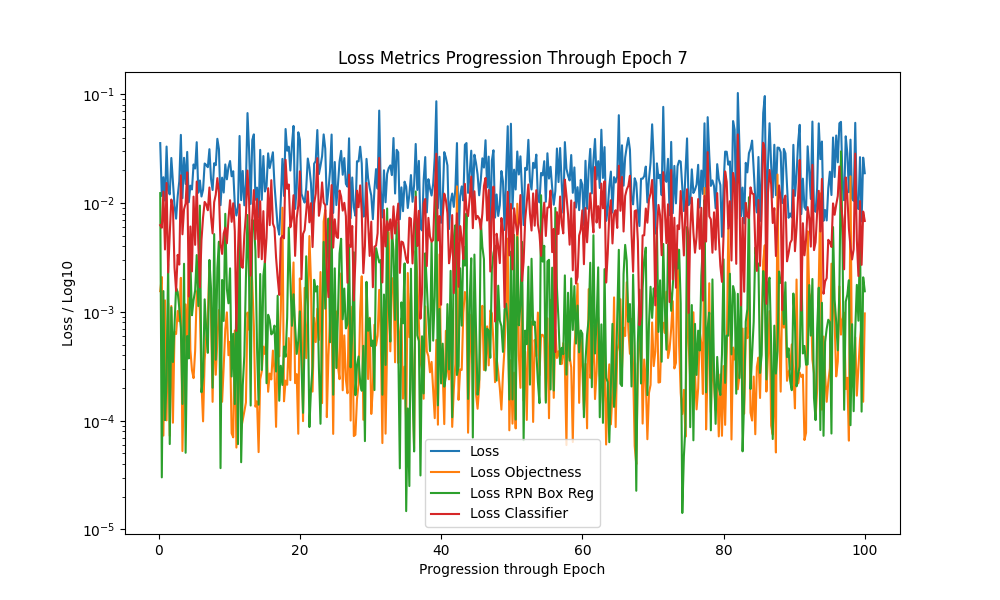 Loss Metrics Progression Through Epoch 7
Loss / Log10
10⁻¹
10⁻²
10⁻³
10⁻⁴
10⁻⁵
Loss
Loss Objectness
Loss RPN Box Reg
Loss Classifier
0 20 40 60 80 100
Progression through Epoch